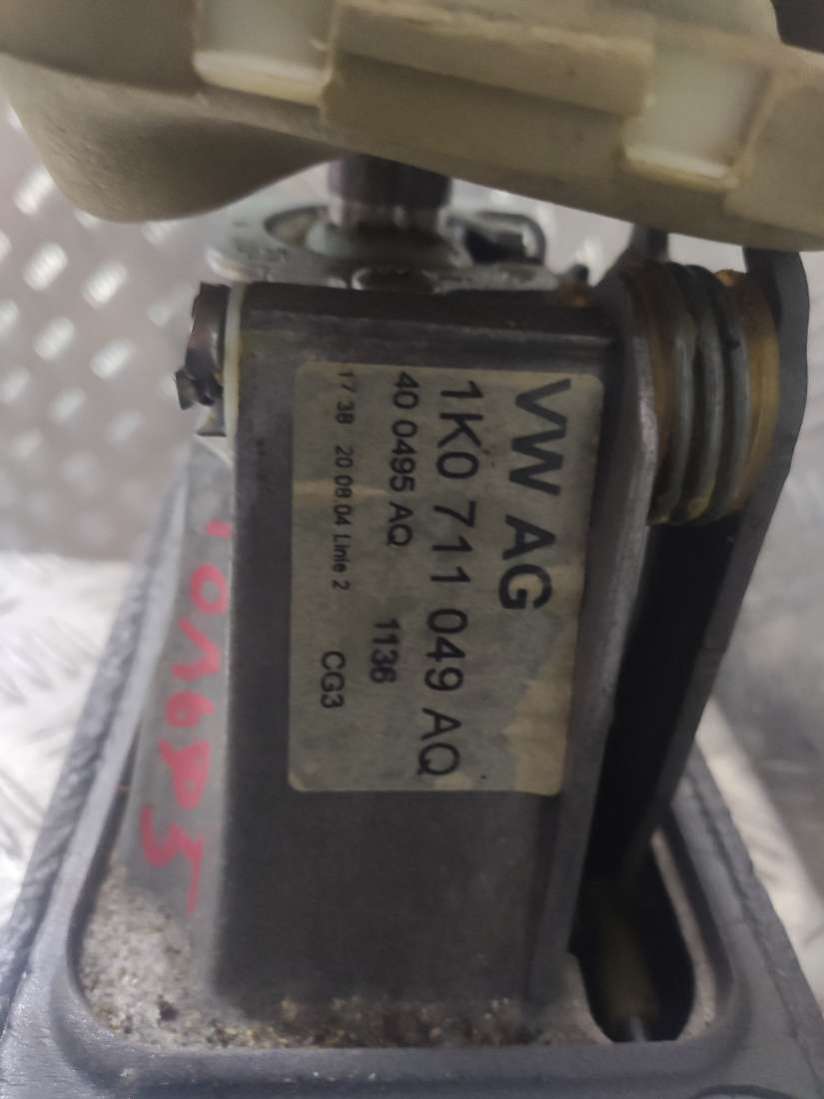 VW AG
1K0 711 049 AQ
40 0495 AQ 1136
17 38 20 08.04 Linie 2 CG3